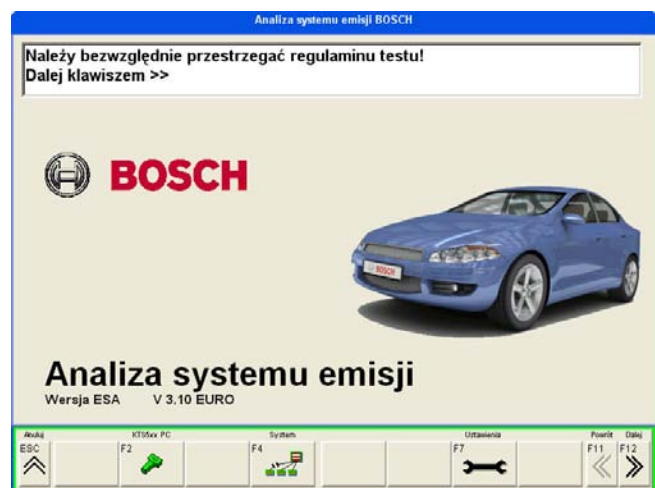 Analiza systemu emisji BOSCH
Należy bezwzględnie przestrzegać regulaminu testu!
Dalej klawiszem >>
BOSCH
BOSCH
Analiza systemu emisji
Wersja ESA V 3.10 EURO
Anuluj KTS5xx PC System Ustawienia Powrót Dalej
ESC F2 F4 F7 F11 F12